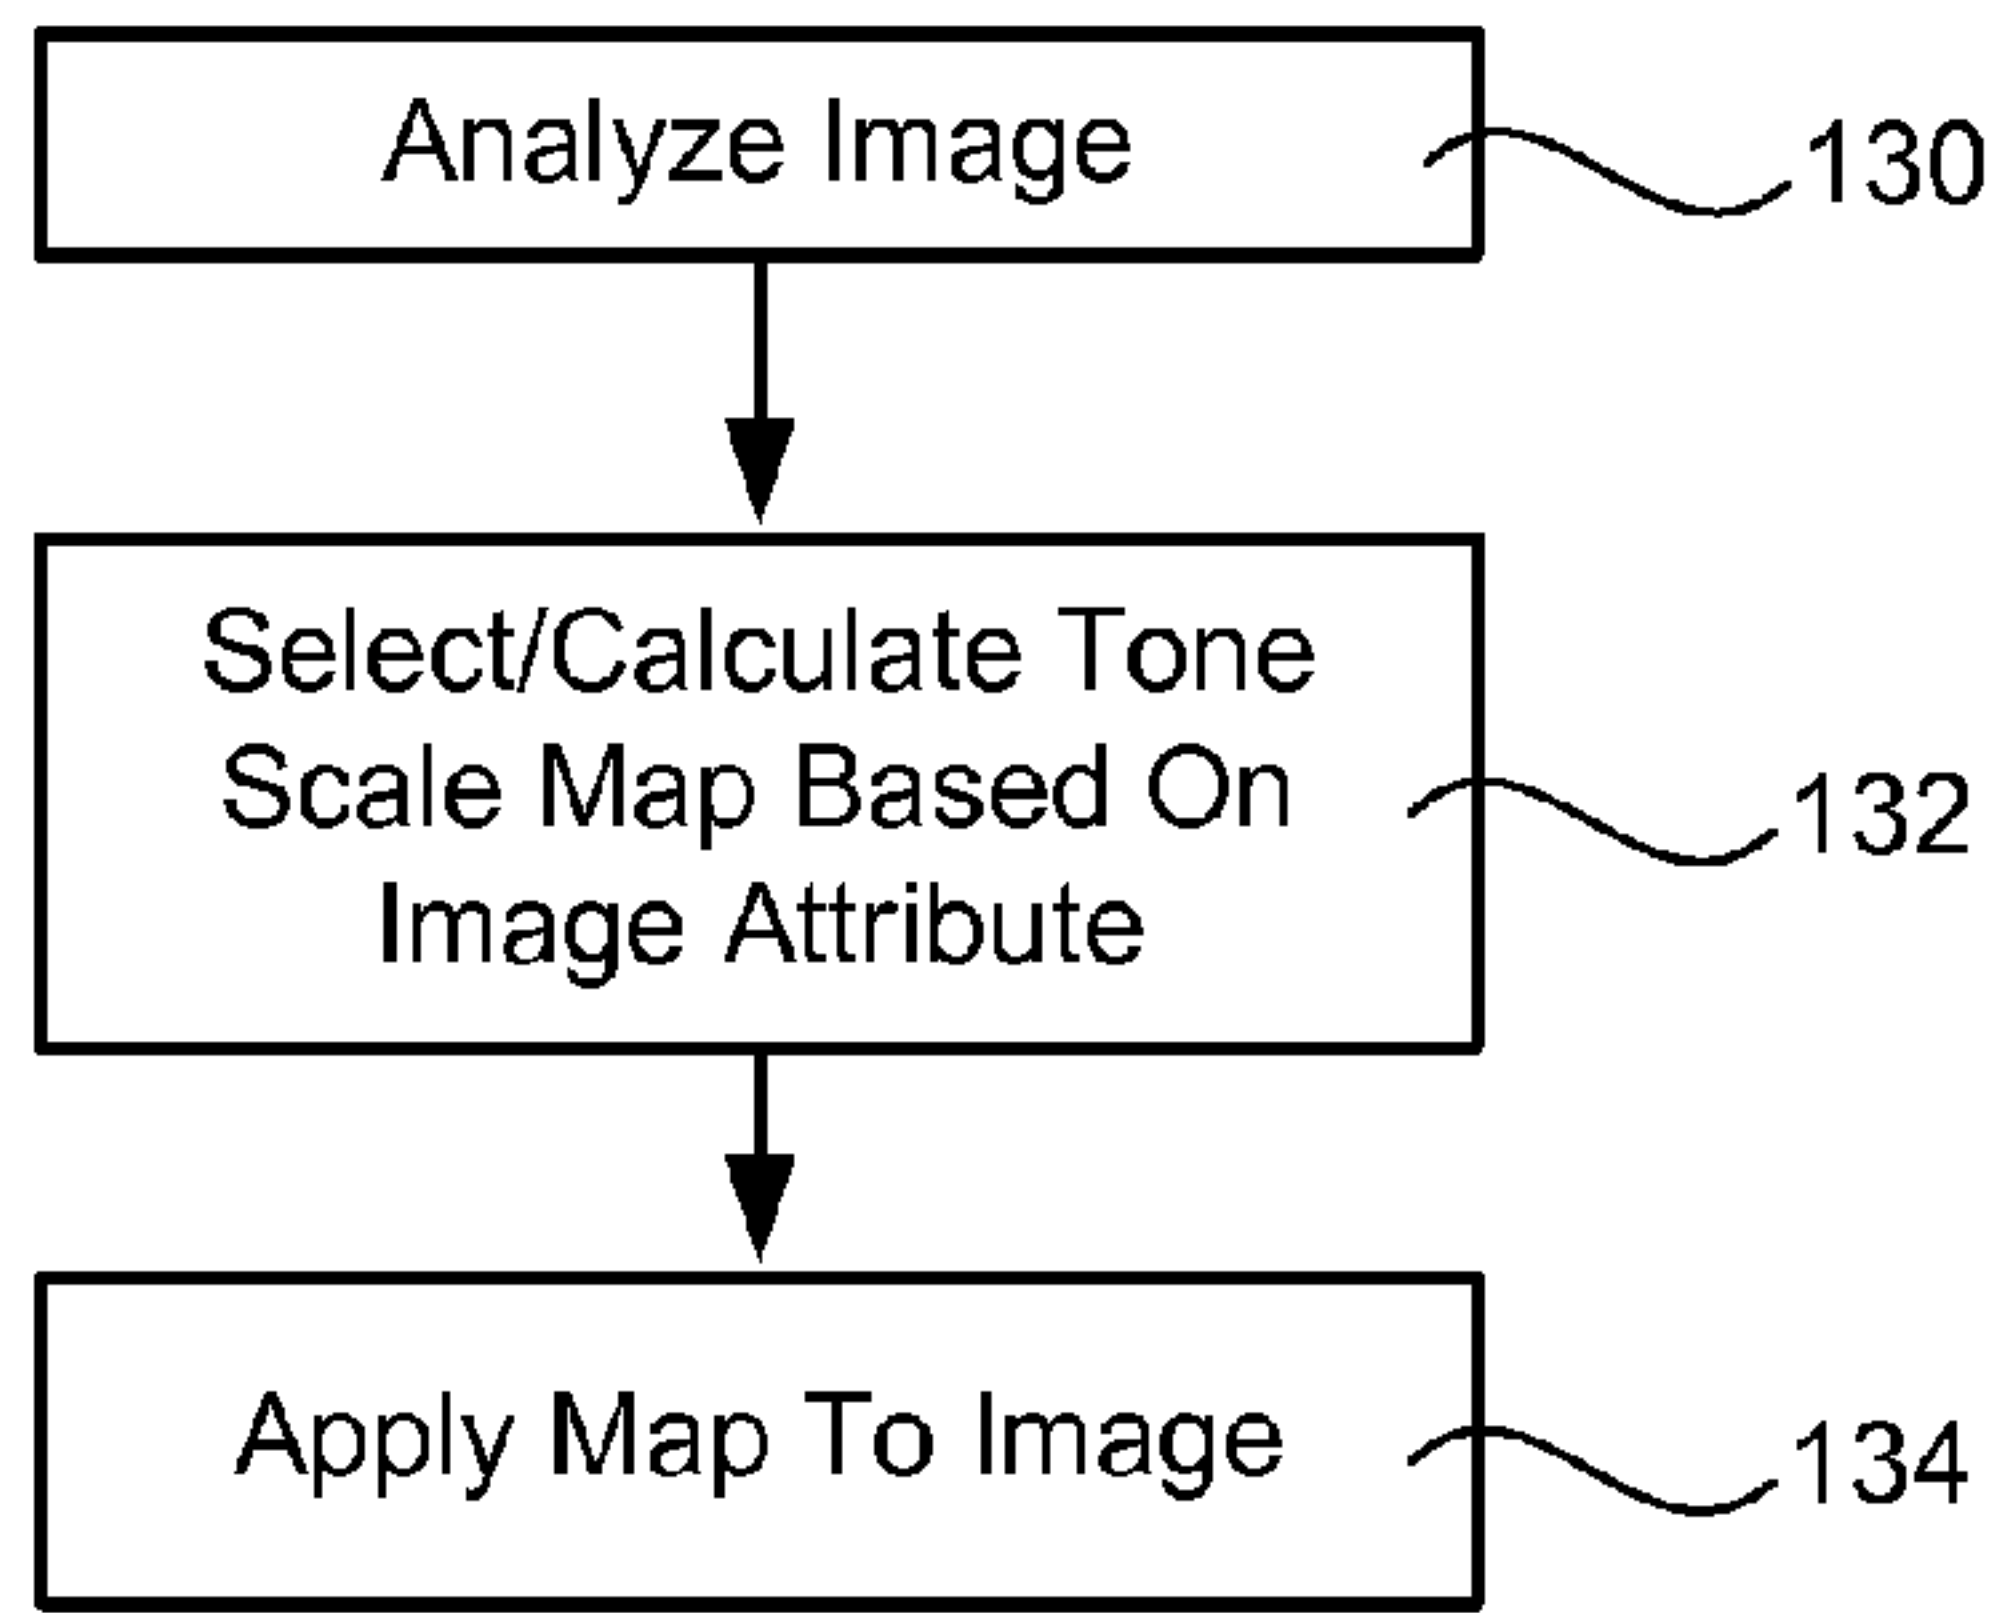 Analyze Image
130
Select/Calculate Tone
Scale Map Based On
Image Attribute
132
Apply Map To Image
134